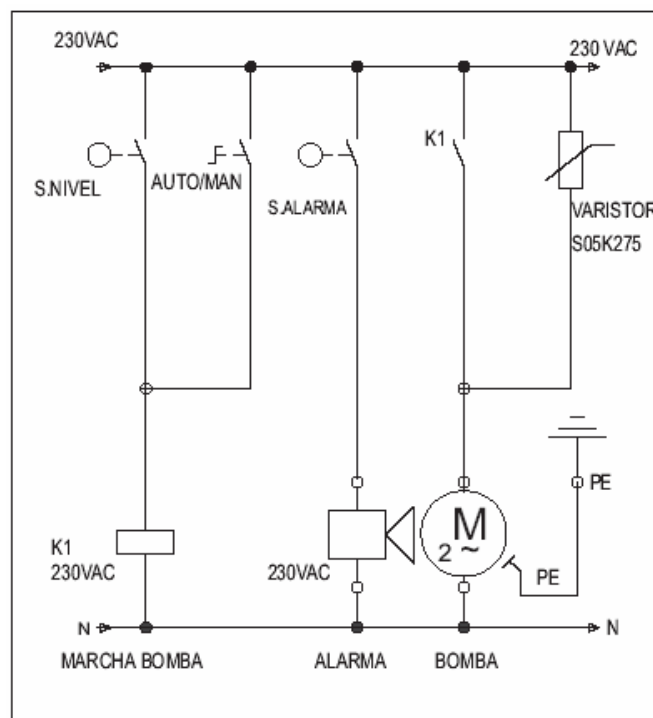 230VAC
230 VAC
K1
S.NIVEL
AUTO/MAN
S.ALARMA
VARISTOR
S05K275
PE
M
2 ~
K1
230VAC
230VAC
PE
N
N
MARCHA BOMBA
ALARMA
BOMBA